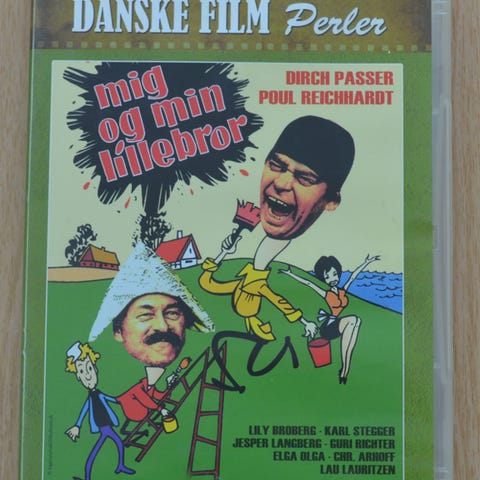 DANSKE FILM Perler
DIRCH PASSER
POUL REICHHARDT
mig
og min
lillebror
LILY BROBERG · KARL STEGGER
JESPER LANGBERG · GURI RICHTER
ELGA OLGA · CHR. ARHOFF
LAU LAURITZEN